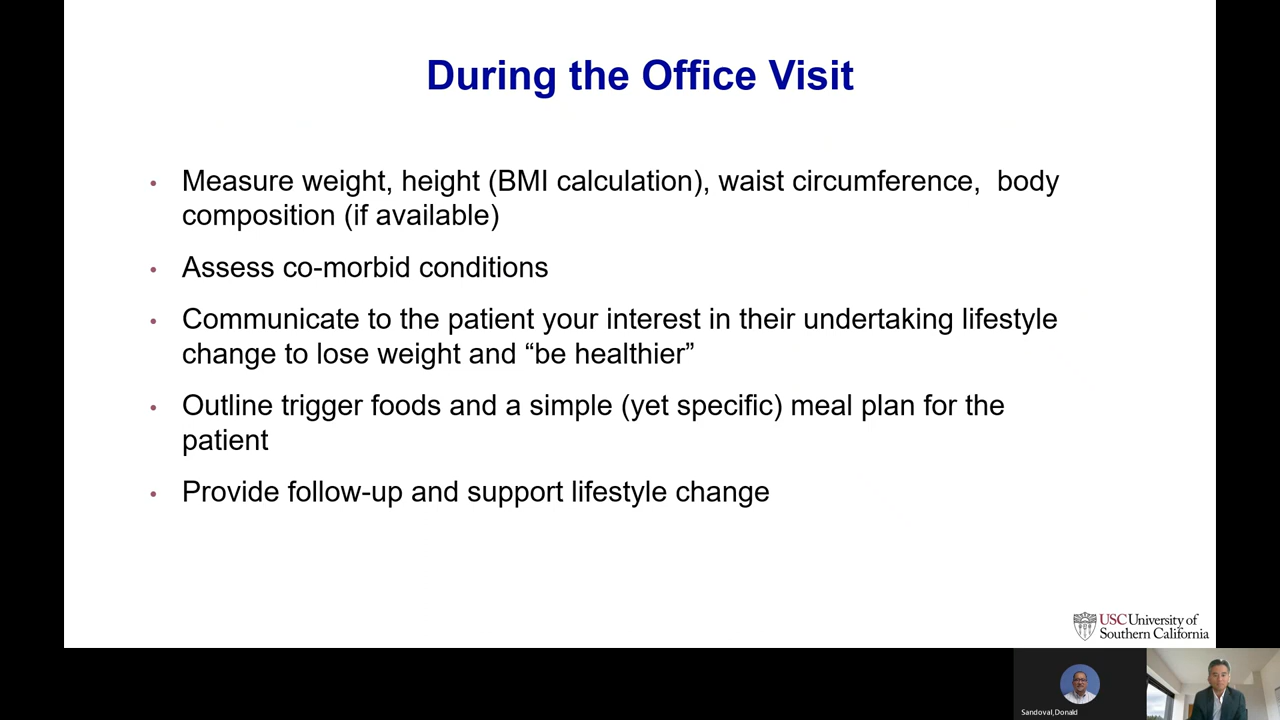 During the Office Visit
• Measure weight, height (BMI calculation), waist circumference,  body
composition (if available)
• Assess co-morbid conditions
• Communicate to the patient your interest in their undertaking lifestyle
change to lose weight and “be healthier”
• Outline trigger foods and a simple (yet specific) meal plan for the
patient
• Provide follow-up and support lifestyle change
USC University of
Southern California
Sandoval,Donald